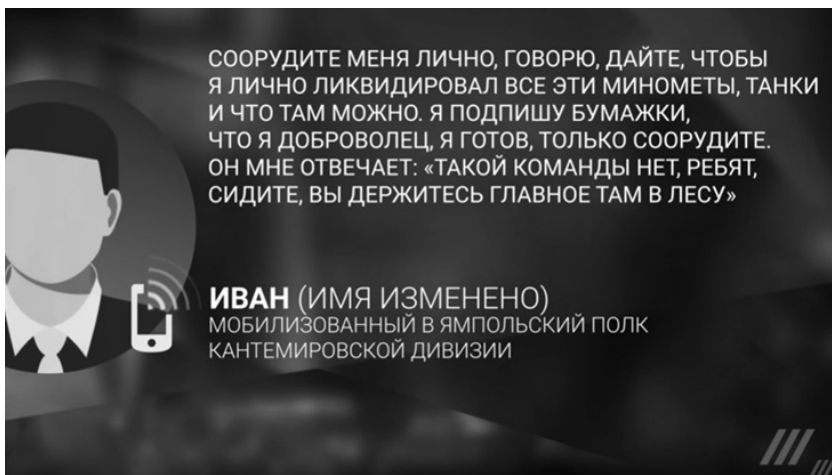 СООРУДИТЕ МЕНЯ ЛИЧНО, ГОВОРЮ, ДАЙТЕ, ЧТОБЫ
Я ЛИЧНО ЛИКВИДИРОВАЛ ВСЕ ЭТИ МИНОМЕТЫ, ТАНКИ
И ЧТО ТАМ МОЖНО. Я ПОДПИШУ БУМАЖКИ,
ЧТО Я ДОБРОВОЛЕЦ, Я ГОТОВ, ТОЛЬКО СООРУДИТЕ.
ОН МНЕ ОТВЕЧАЕТ: «ТАКОЙ КОМАНДЫ НЕТ, РЕБЯТ,
СИДИТЕ, ВЫ ДЕРЖИТЕСЬ ГЛАВНОЕ ТАМ В ЛЕСУ»
ИВАН (ИМЯ ИЗМЕНЕНО)
МОБИЛИЗОВАННЫЙ В ЯМПОЛЬСКИЙ ПОЛК
КАНТЕМИРОВСКОЙ ДИВИЗИИ